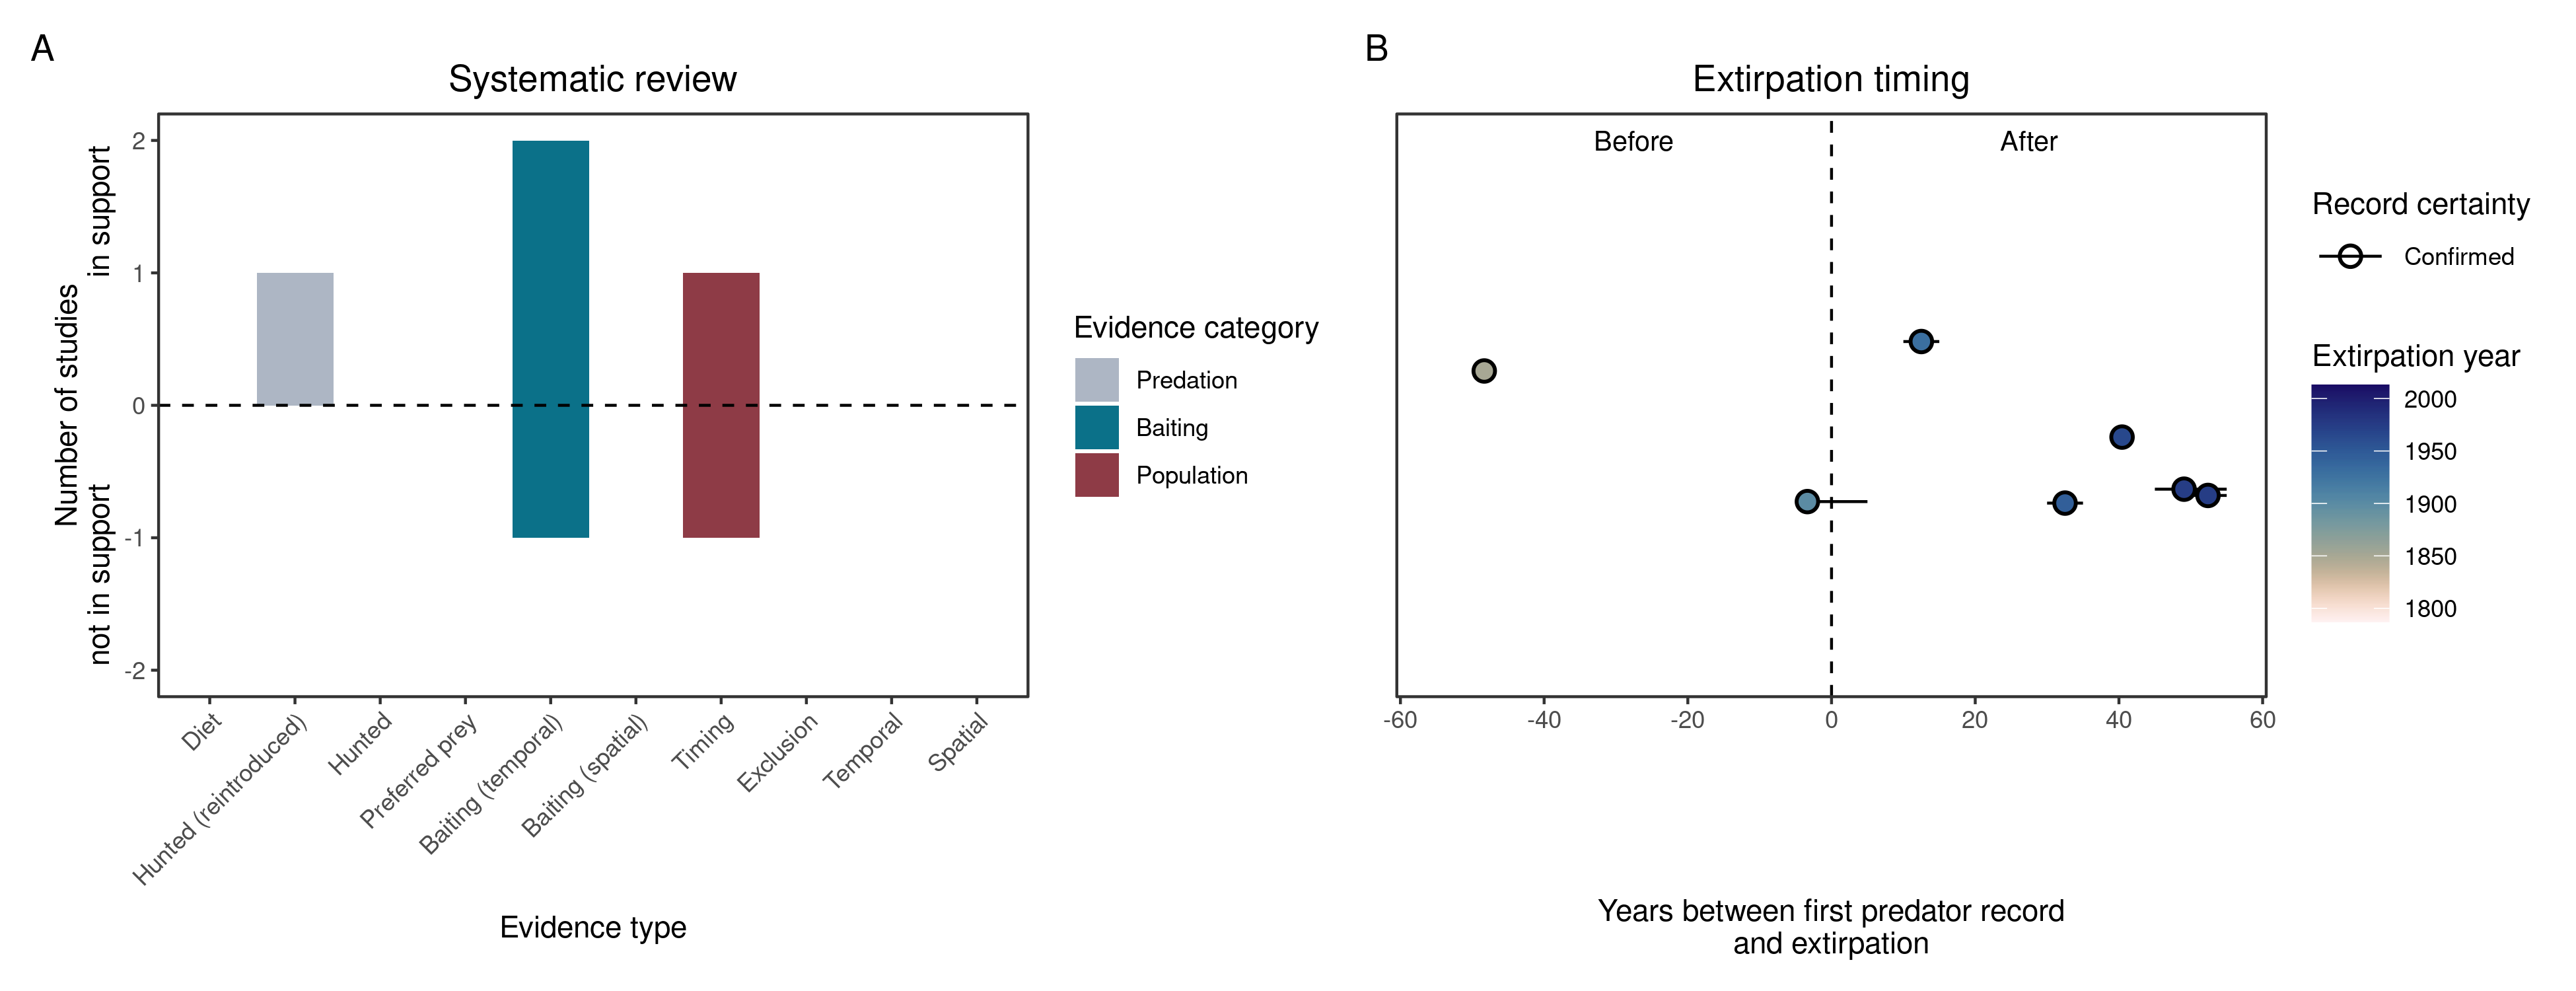 A
Systematic review
Number of studies
not in support
in support
2
1
0
-1
-2
Diet
Hunted (reintroduced)
Hunted
Preferred prey
Baiting (temporal)
Baiting (spatial)
Timing
Exclusion
Temporal
Spatial
Evidence type
Evidence category
Predation
Baiting
Population
B
Extirpation timing
Before
After
-60
-40
-20
0
20
40
60
Years between first predator record
and extirpation
Record certainty
Confirmed
Extirpation year
2000
1950
1900
1850
1800